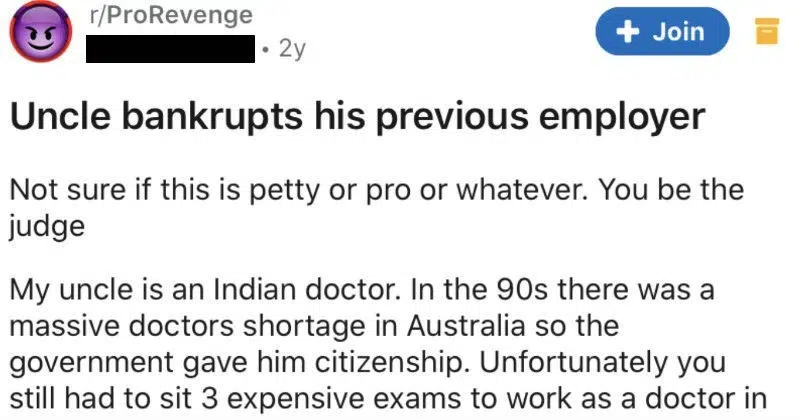 r/ProRevenge
• 2y
+ Join
Uncle bankrupts his previous employer
Not sure if this is petty or pro or whatever. You be the
judge
My uncle is an Indian doctor. In the 90s there was a
massive doctors shortage in Australia so the
government gave him citizenship. Unfortunately you
still had to sit 3 expensive exams to work as a doctor in